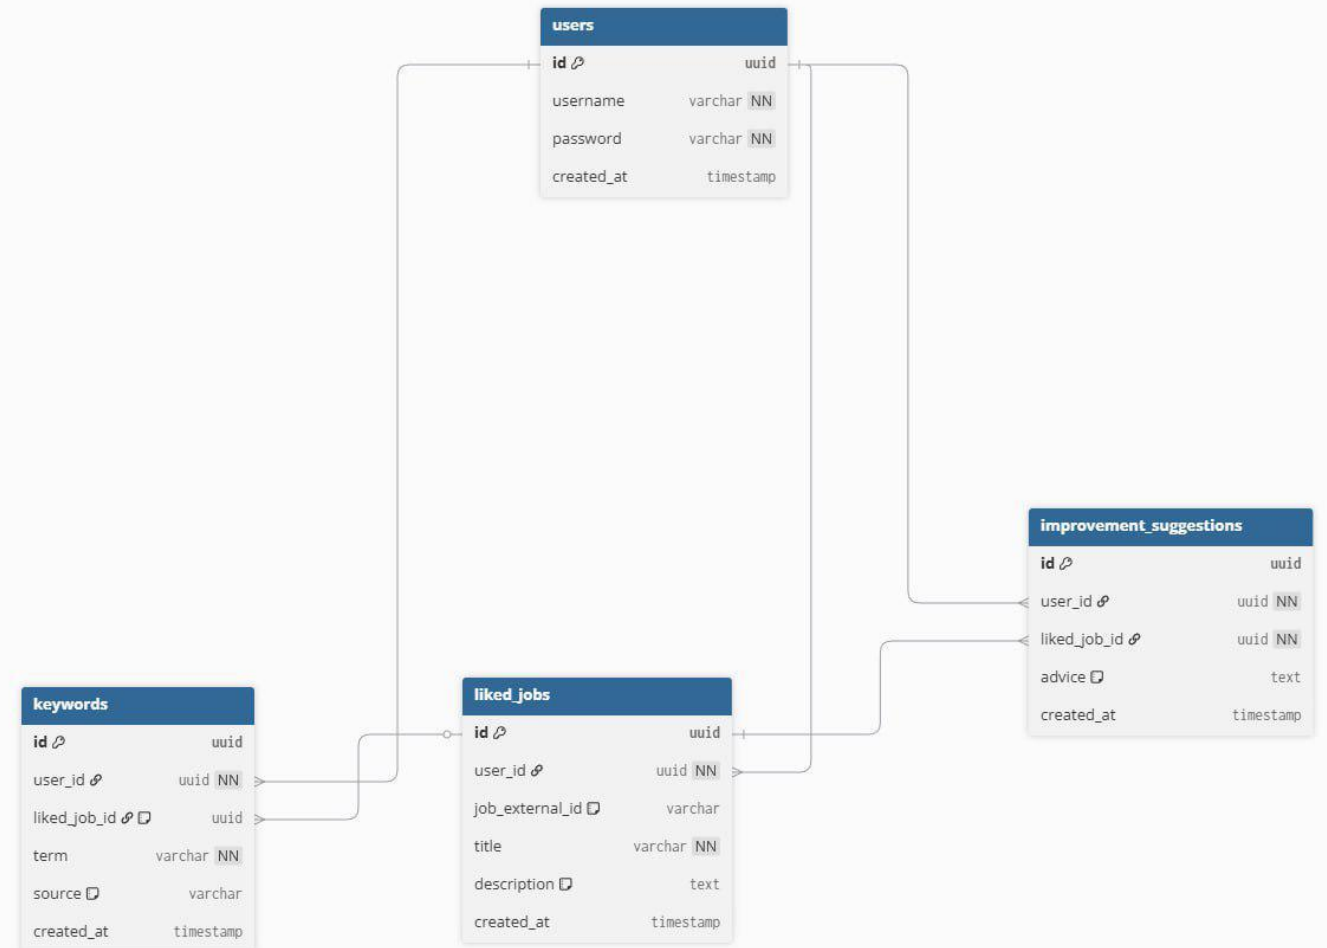 users
id uuid
username varchar NN
password varchar NN
created_at timestamp
improvement_suggestions
id uuid
user_id uuid NN
liked_job_id uuid NN
advice text
created_at timestamp
keywords
id uuid
user_id uuid NN
liked_job_id uuid
term varchar NN
source varchar
created_at timestamp
liked_jobs
id uuid
user_id uuid NN
job_external_id varchar
title varchar NN
description text
created_at timestamp